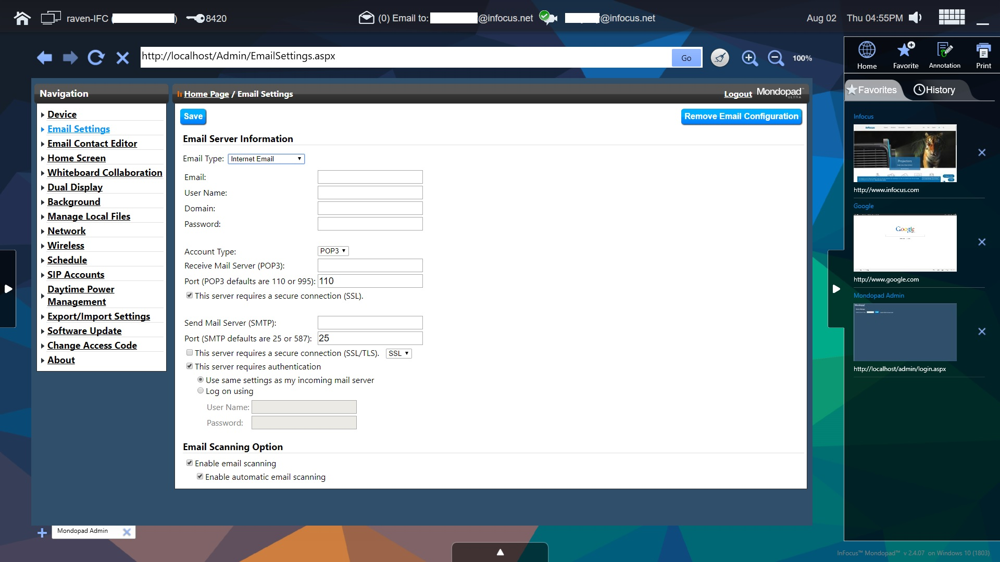 raven-IFC ( ) 8420 (0) Email to: @infocus.net @infocus.net Aug 02 Thu 04:55PM
http://localhost/Admin/EmailSettings.aspx Go 100%
Home Favorite Annotation Print
Navigation
Device
Email Settings
Email Contact Editor
Home Screen
Whiteboard Collaboration
Dual Display
Background
Manage Local Files
Network
Wireless
Schedule
SIP Accounts
Daytime Power
Management
Export/Import Settings
Software Update
Change Access Code
About
Home Page / Email Settings Logout Mondopad™
ULTRA
Save Remove Email Configuration
Email Server Information
Email Type: Internet Email
Email:
User Name:
Domain:
Password:
Account Type: POP3
Receive Mail Server (POP3):
Port (POP3 defaults are 110 or 995): 110
This server requires a secure connection (SSL).
Send Mail Server (SMTP):
Port (SMTP defaults are 25 or 587): 25
This server requires a secure connection (SSL/TLS). SSL
This server requires authentication
Use same settings as my incoming mail server
Log on using
User Name:
Password:
Email Scanning Option
Enable email scanning
Enable automatic email scanning
Favorites History
Infocus
InFocus
Projectors
http://www.infocus.com
Google
Google
http://www.google.com
Mondopad Admin
http://localhost/admin/login.aspx
Mondopad Admin
InFocus™ Mondopad™ v 2.4.07 on Windows 10 (1803)